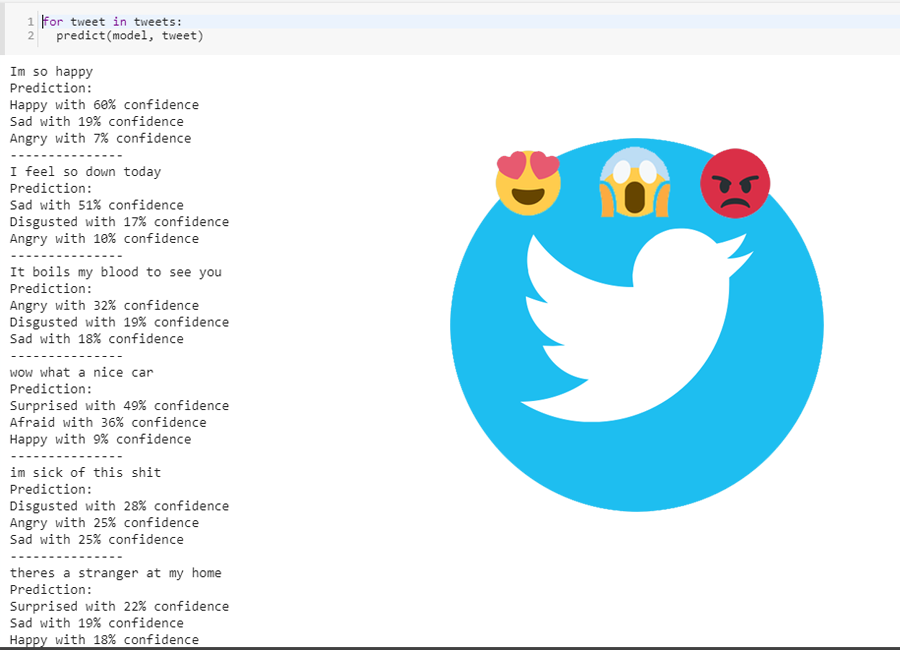 1 for tweet in tweets:
2 predict(model, tweet)
Im so happy
Prediction:
Happy with 60% confidence
Sad with 19% confidence
Angry with 7% confidence
---------------
I feel so down today
Prediction:
Sad with 51% confidence
Disgusted with 17% confidence
Angry with 10% confidence
---------------
It boils my blood to see you
Prediction:
Angry with 32% confidence
Disgusted with 19% confidence
Sad with 18% confidence
---------------
wow what a nice car
Prediction:
Surprised with 49% confidence
Afraid with 36% confidence
Happy with 9% confidence
---------------
im sick of this shit
Prediction:
Disgusted with 28% confidence
Angry with 25% confidence
Sad with 25% confidence
---------------
theres a stranger at my home
Prediction:
Surprised with 22% confidence
Sad with 19% confidence
Happy with 18% confidence